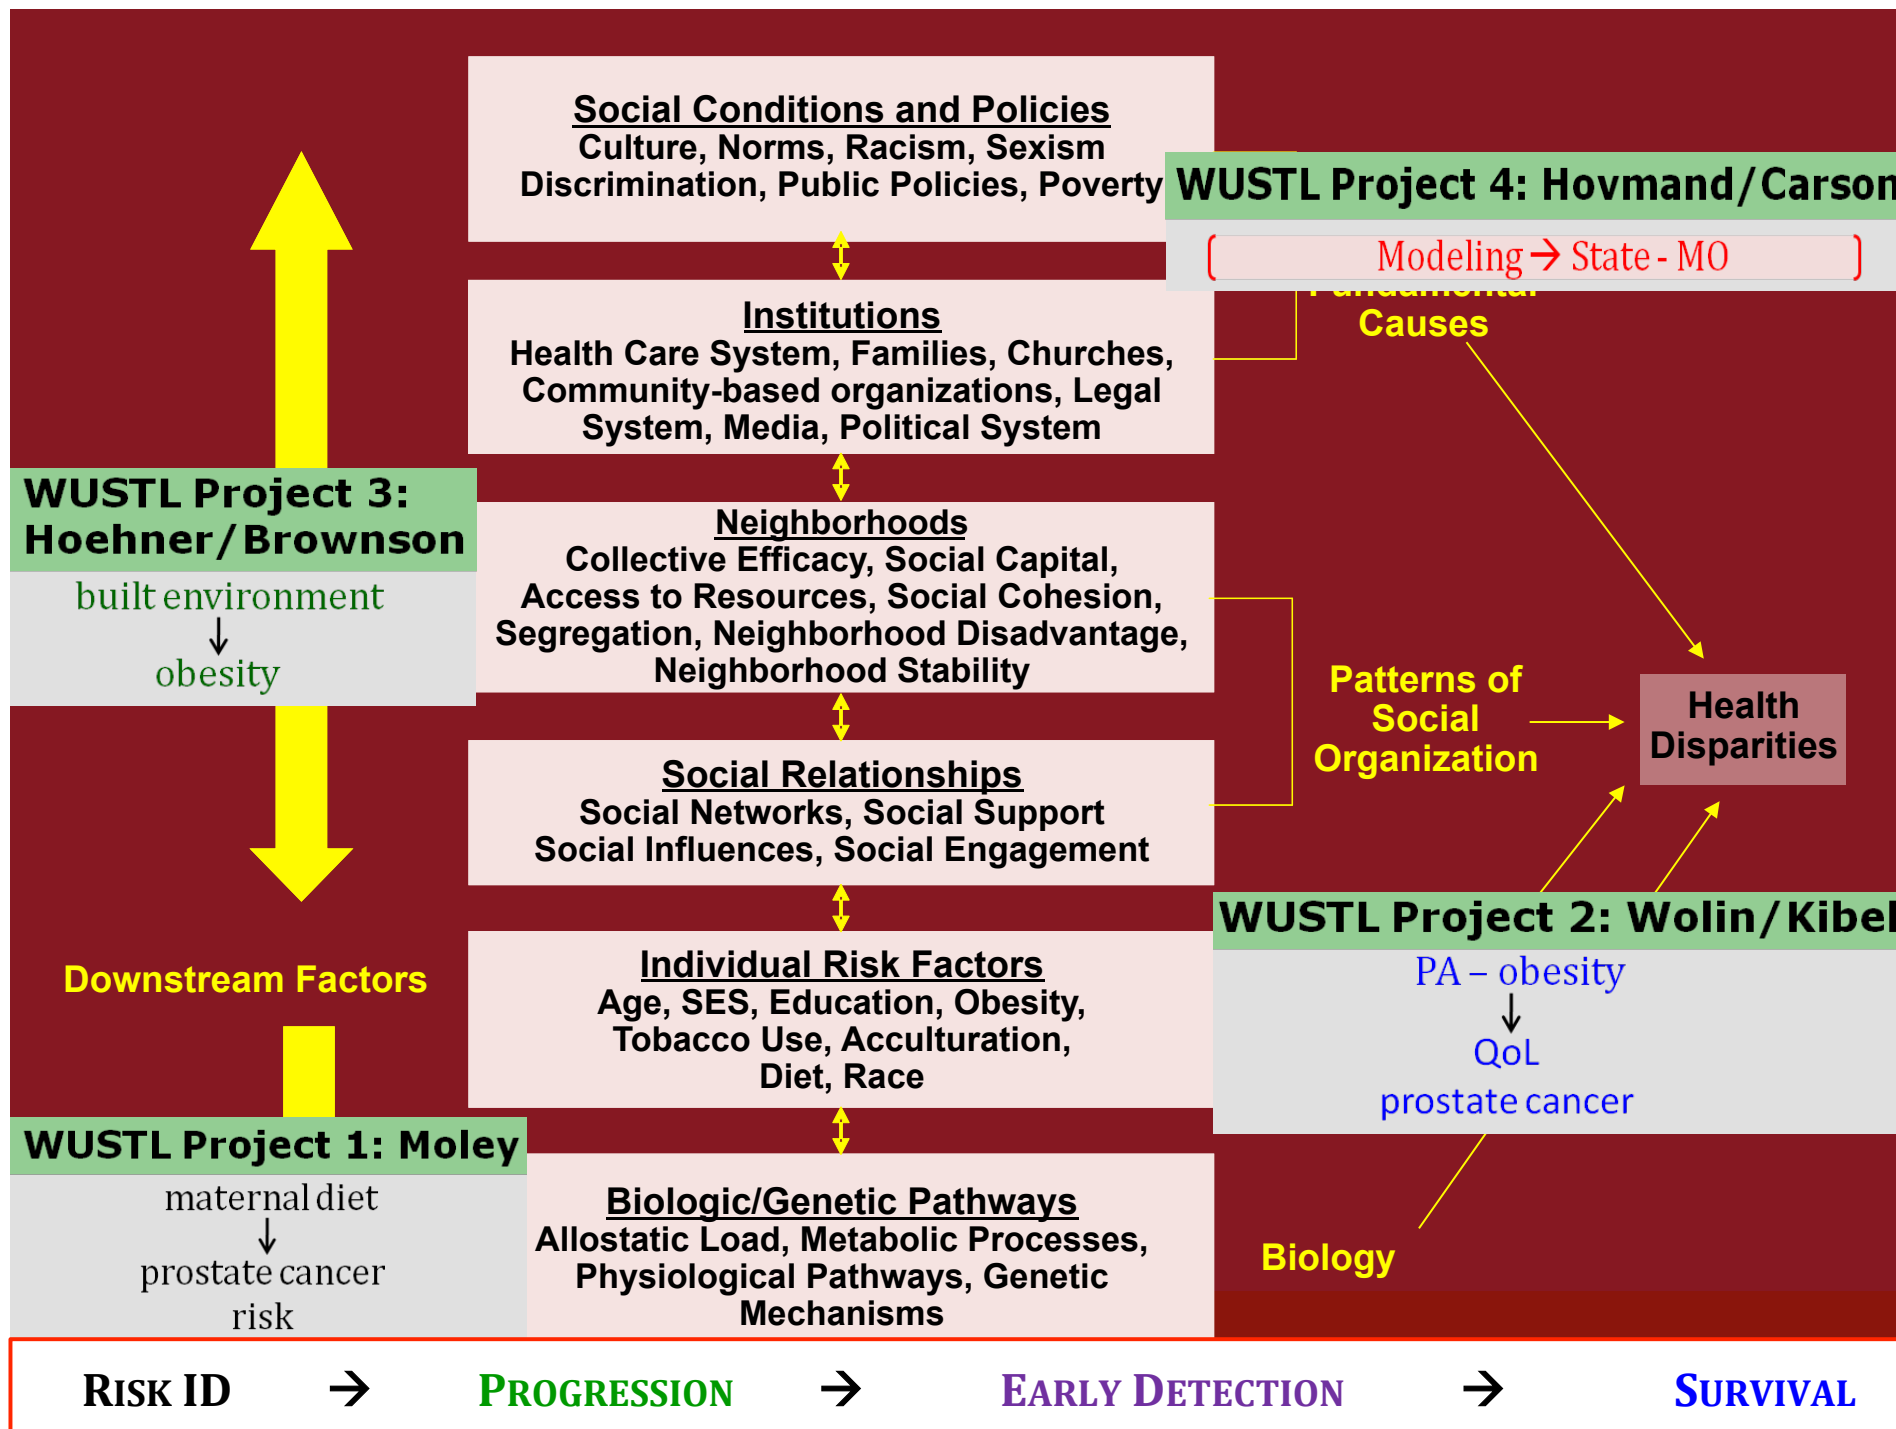 Social Conditions and Policies
Culture, Norms, Racism, Sexism
Discrimination, Public Policies, Poverty
WUSTL Project 4: Hovmand/Carson
Modeling → State - MO
Fundamental
Causes
Institutions
Health Care System, Families, Churches,
Community-based organizations, Legal
System, Media, Political System
WUSTL Project 3:
Hoehner/Brownson
built environment
↓
obesity
Neighborhoods
Collective Efficacy, Social Capital,
Access to Resources, Social Cohesion,
Segregation, Neighborhood Disadvantage,
Neighborhood Stability
Patterns of
Social
Organization
Health
Disparities
Social Relationships
Social Networks, Social Support
Social Influences, Social Engagement
Downstream Factors
Individual Risk Factors
Age, SES, Education, Obesity,
Tobacco Use, Acculturation,
Diet, Race
WUSTL Project 2: Wolin/Kibel
PA – obesity
↓
QoL
prostate cancer
WUSTL Project 1: Moley
maternal diet
↓
prostate cancer
risk
Biologic/Genetic Pathways
Allostatic Load, Metabolic Processes,
Physiological Pathways, Genetic
Mechanisms
Biology
RISK ID → PROGRESSION → EARLY DETECTION → SURVIVAL